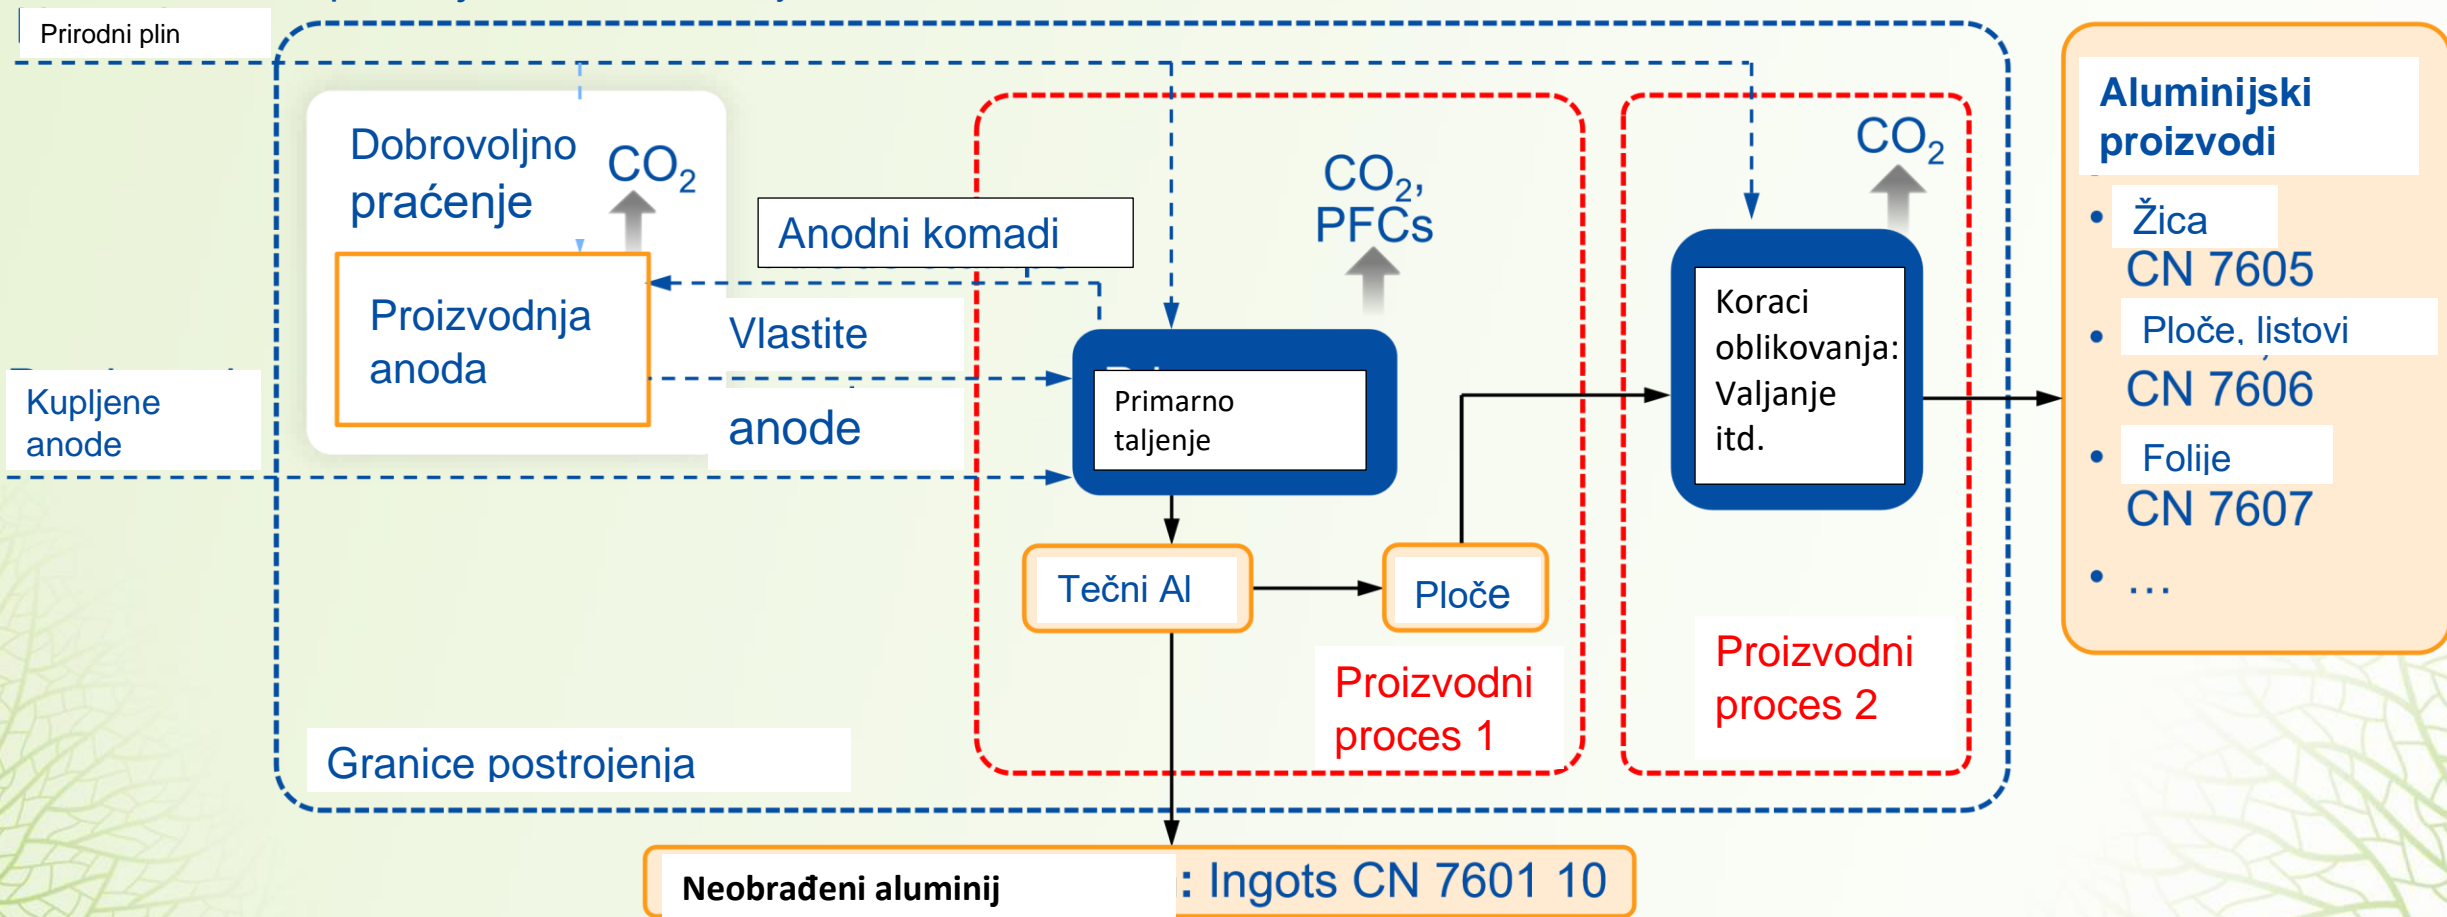 Prirodni plin
Dobrovoljno
praćenje
CO₂
Anodni komadi
CO₂,
PFCs
CO₂
Proizvodnja
anoda
Vlastite
anode
Kupljene
anode
Primarno
taljenje
Koraci
oblikovanja:
Valjanje
itd.
Tečni Al
Ploče
Proizvodni
proces 1
Proizvodni
proces 2
Granice postrojenja
Neobrađeni aluminij : Ingots CN 7601 10
Aluminijski
proizvodi
• Žica
CN 7605
• Ploče, listovi
CN 7606
• Folije
CN 7607
• ...